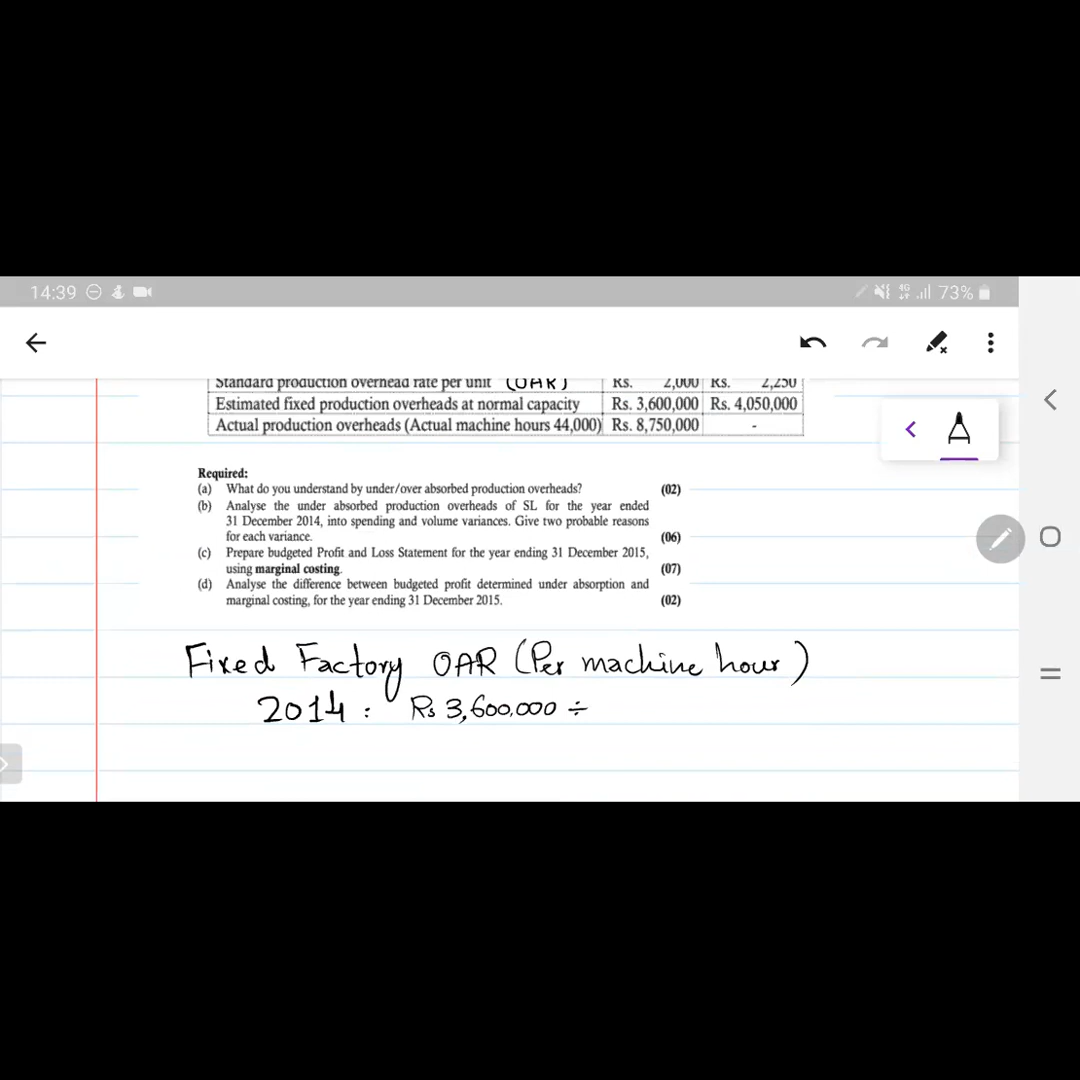 14:39 4G 73%
Standard production overhead rate per unit (OAR) Rs. 2,000 Rs. 2,250
Estimated fixed production overheads at normal capacity Rs. 3,600,000 Rs. 4,050,000
Actual production overheads (Actual machine hours 44,000) Rs. 8,750,000 -
Required:
(a) What do you understand by under/over absorbed production overheads? (02)
(b) Analyse the under absorbed production overheads of SL for the year ended
31 December 2014, into spending and volume variances. Give two probable reasons
for each variance. (06)
(c) Prepare budgeted Profit and Loss Statement for the year ending 31 December 2015,
using marginal costing. (07)
(d) Analyse the difference between budgeted profit determined under absorption and
marginal costing, for the year ending 31 December 2015. (02)
Fixed Factory OAR (Per machine hour)
2014 : Rs 3,600,000 ÷